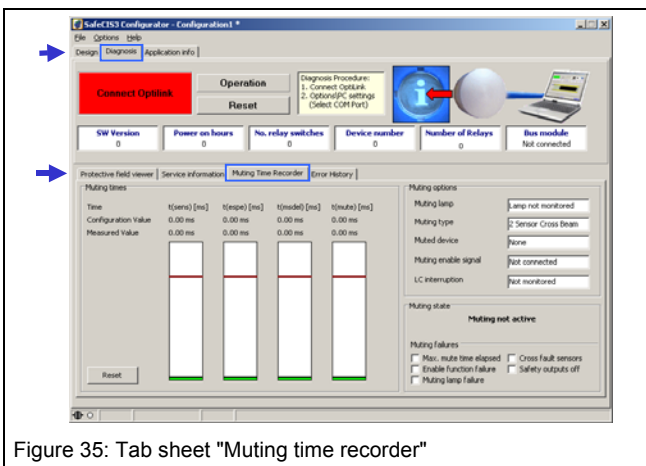 SafeCIS3 Configurator - Configuration1 *
File Options Help
Design Diagnosis Application info
Connect Optilink
Operation
Reset
Diagnosis Procedure:
1. Connect OptiLink
2. Options|PC settings
(Select COM Port)
SW Version
0
Power on hours
0
No. relay switches
0
Device number
0
Number of Relays
0
Bus module
Not connected
Protective field viewer Service information Muting Time Recorder Error History
Muting times
Time t(sens) [ms] t(espe) [ms] t(msdel) [ms] t(mute) [ms]
Configuration Value 0.00 ms 0.00 ms 0.00 ms 0.00 ms
Measured Value 0.00 ms 0.00 ms 0.00 ms 0.00 ms
Reset
Muting options
Muting lamp Lamp not monitored
Muting type 2 Sensor Cross Beam
Muted device None
Muting enable signal Not connected
LC interruption Not monitored
Muting state
Muting not active
Muting failures
Max. mute time elapsed Cross fault sensors
Enable function failure Safety outputs off
Muting lamp failure
Figure 35: Tab sheet "Muting time recorder"